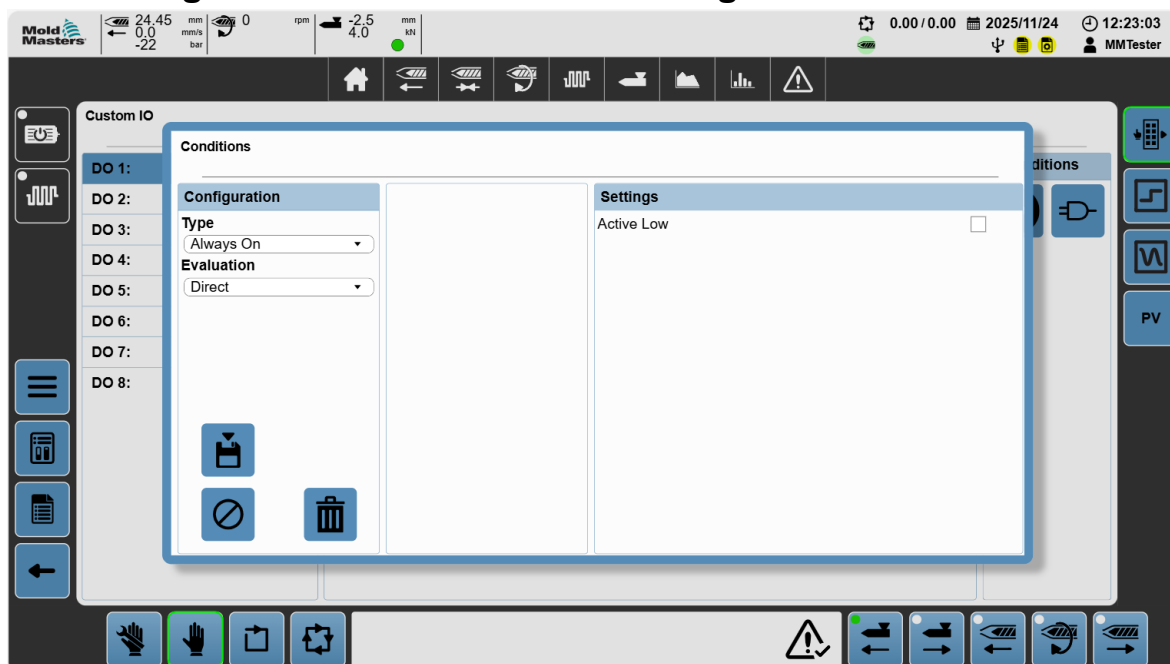 Mold
Masters
24.45 mm
0.0 mm/s
-22 bar
0 rpm
-2.5 mm
4.0 kN
0.00 / 0.00
2025/11/24
12:23:03
MMTester
Custom IO
Conditions
ditions
DO 1:
DO 2:
DO 3:
DO 4:
DO 5:
DO 6:
DO 7:
DO 8:
Configuration
Type
Always On
Evaluation
Direct
Settings
Active Low
PV